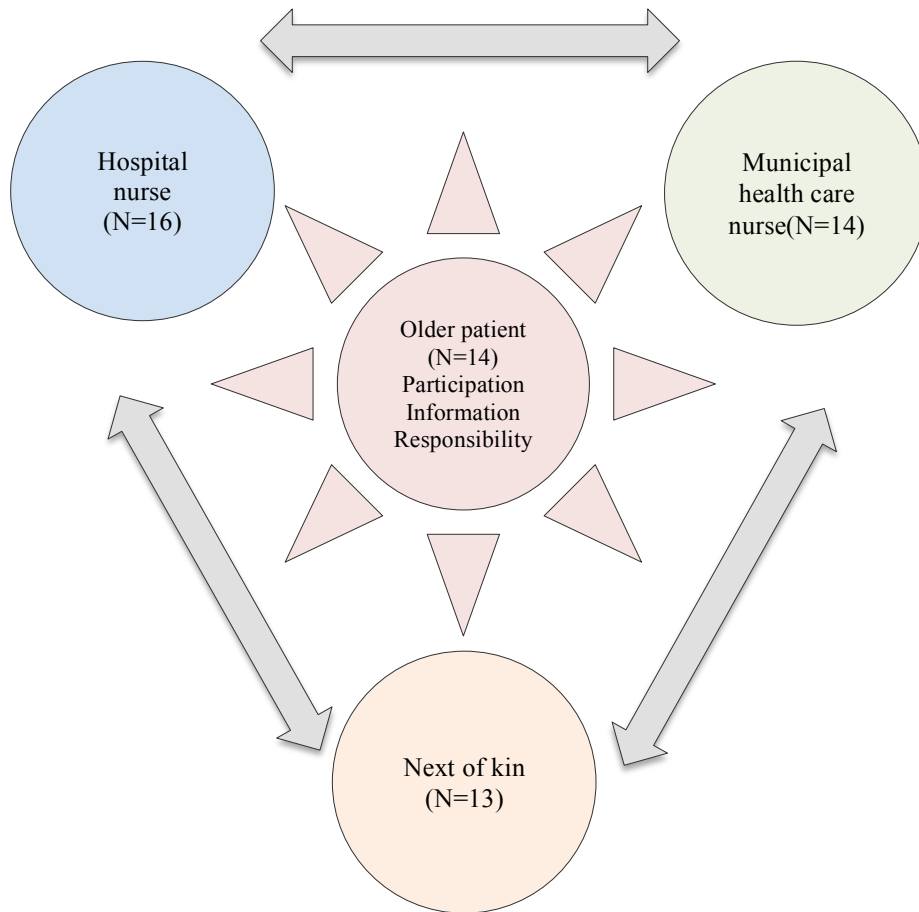 Hospital
nurse
(N=16)
Municipal
health care
nurse(N=14)
Older patient
(N=14)
Participation
Information
Responsibility
Next of kin
(N=13)